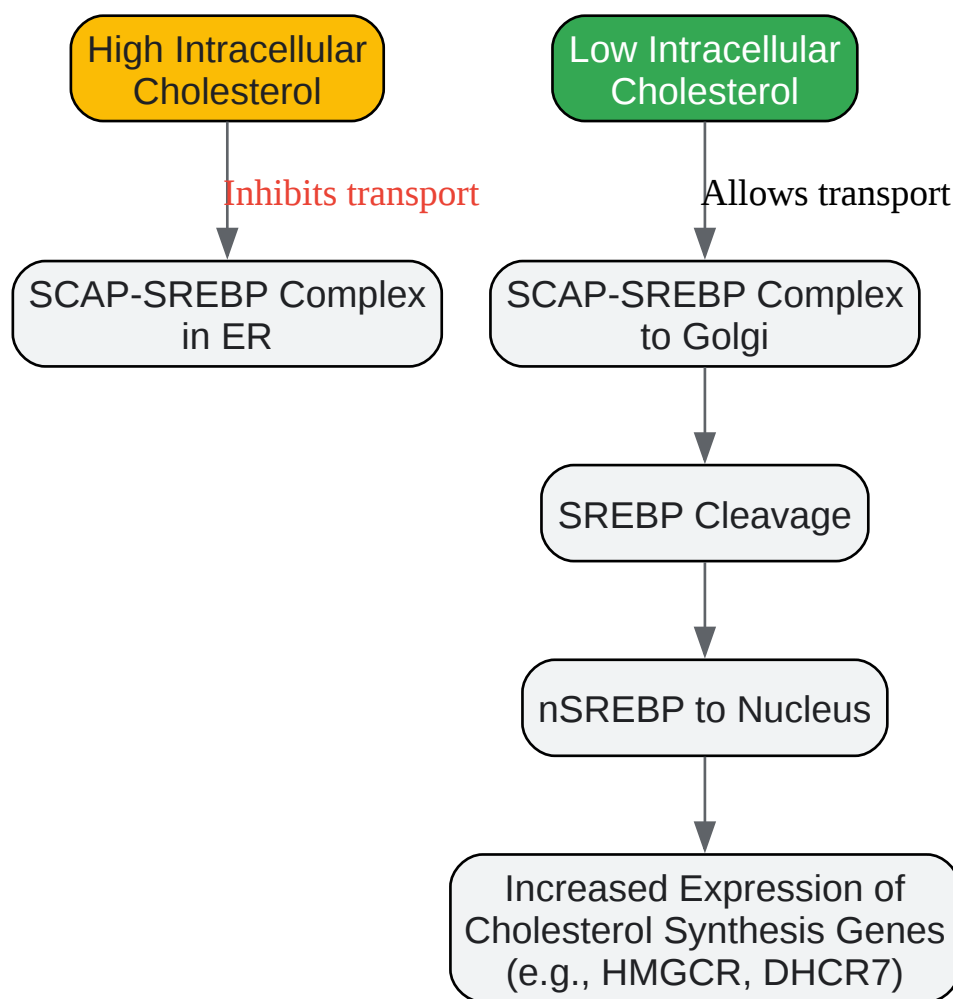 High Intracellular
Cholesterol
Low Intracellular
Cholesterol
Inhibits transport
Allows transport
SCAP-SREBP Complex
in ER
SCAP-SREBP Complex
to Golgi
SREBP Cleavage
nSREBP to Nucleus
Increased Expression of
Cholesterol Synthesis Genes
(e.g., HMGCR, DHCR7)